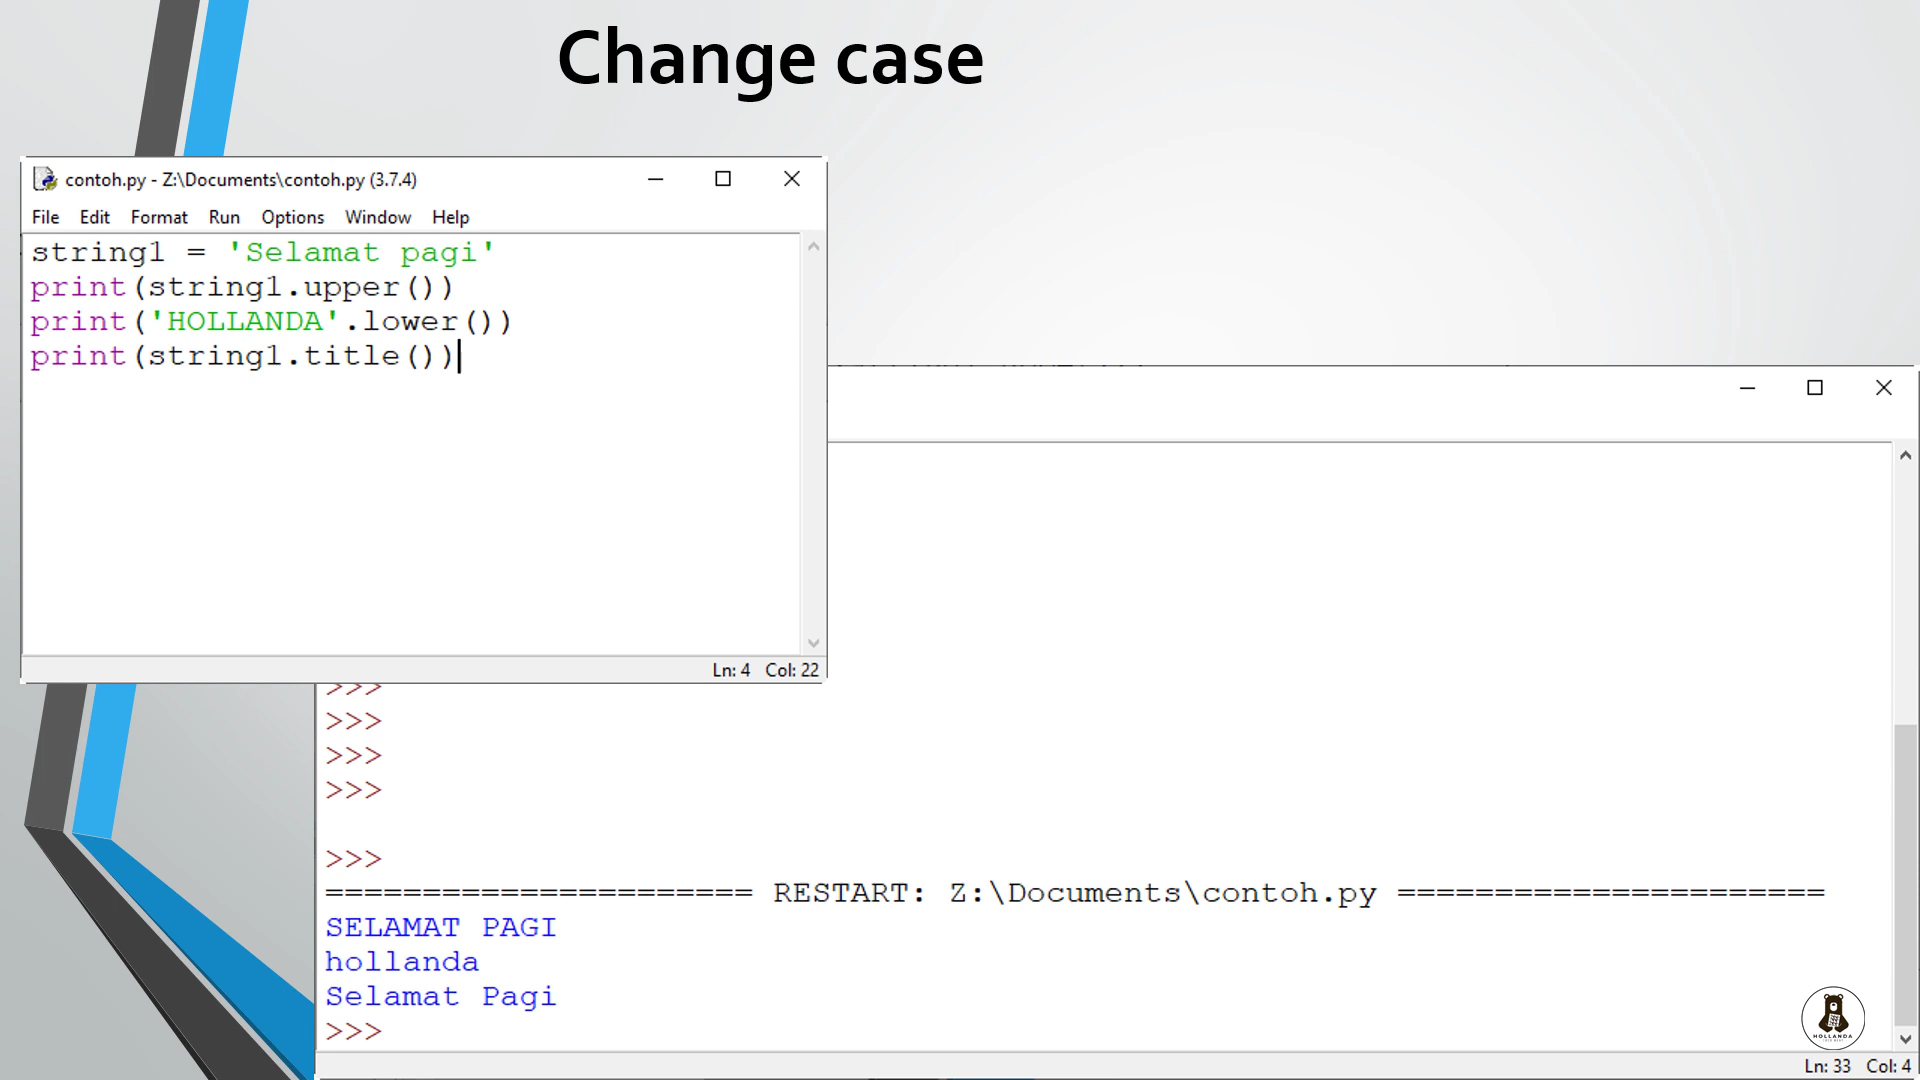 Change case
contoh.py - Z:\Documents\contoh.py (3.7.4)
File Edit Format Run Options Window Help
string1 = 'Selamat pagi'
print(string1.upper())
print('HOLLANDA'.lower())
print(string1.title())
Ln: 4 Col: 22
>>>
>>>
>>>
>>>
>>>
====================== RESTART: Z:\Documents\contoh.py ======================
SELAMAT PAGI
hollanda
Selamat Pagi
>>>
HOLLANDA
Ln: 33 Col: 4